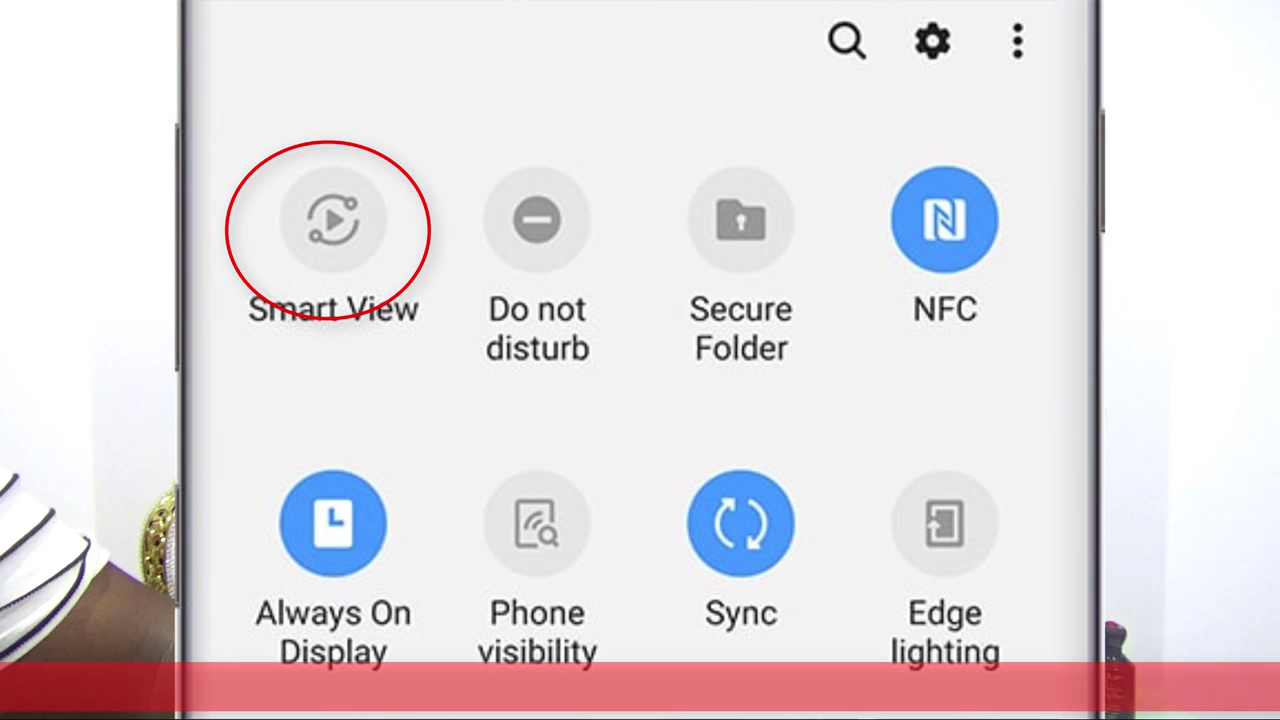 Smart View
Do not
disturb
Secure
Folder
NFC
Always On
Display
Phone
visibility
Sync
Edge
lighting